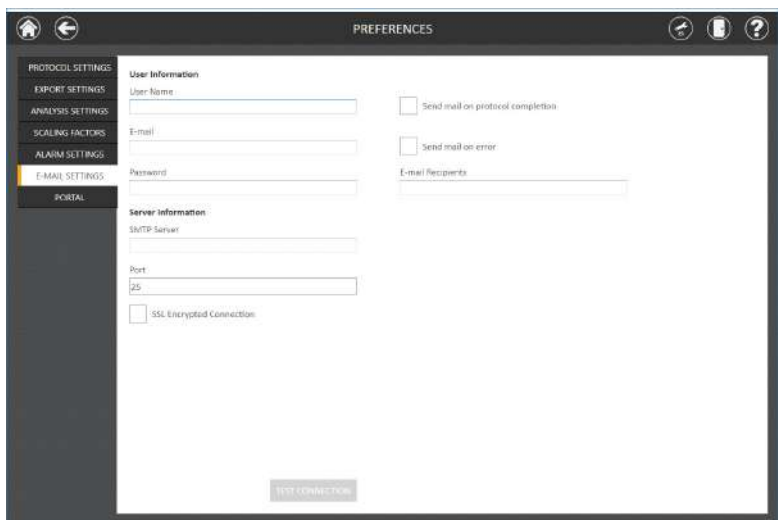 PREFERENCES
?
PROTOCOL SETTINGS
EXPORT SETTINGS
ANALYSIS SETTINGS
SCALING FACTORS
ALARM SETTINGS
E-MAIL SETTINGS
PORTAL
User Information
User Name
Send mail on protocol completion
E-mail
Send mail on error
Password
E-mail Recipients
Server Information
SMTP Server
Port
25
SSL Encrypted Connection
TEST CONNECTION